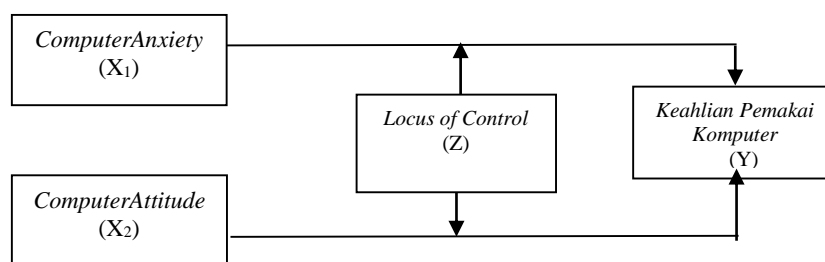 ComputerAnxiety
(X₁)
Locus of Control
(Z)
Keahlian Pemakai
Komputer
(Y)
ComputerAttitude
(X₂)